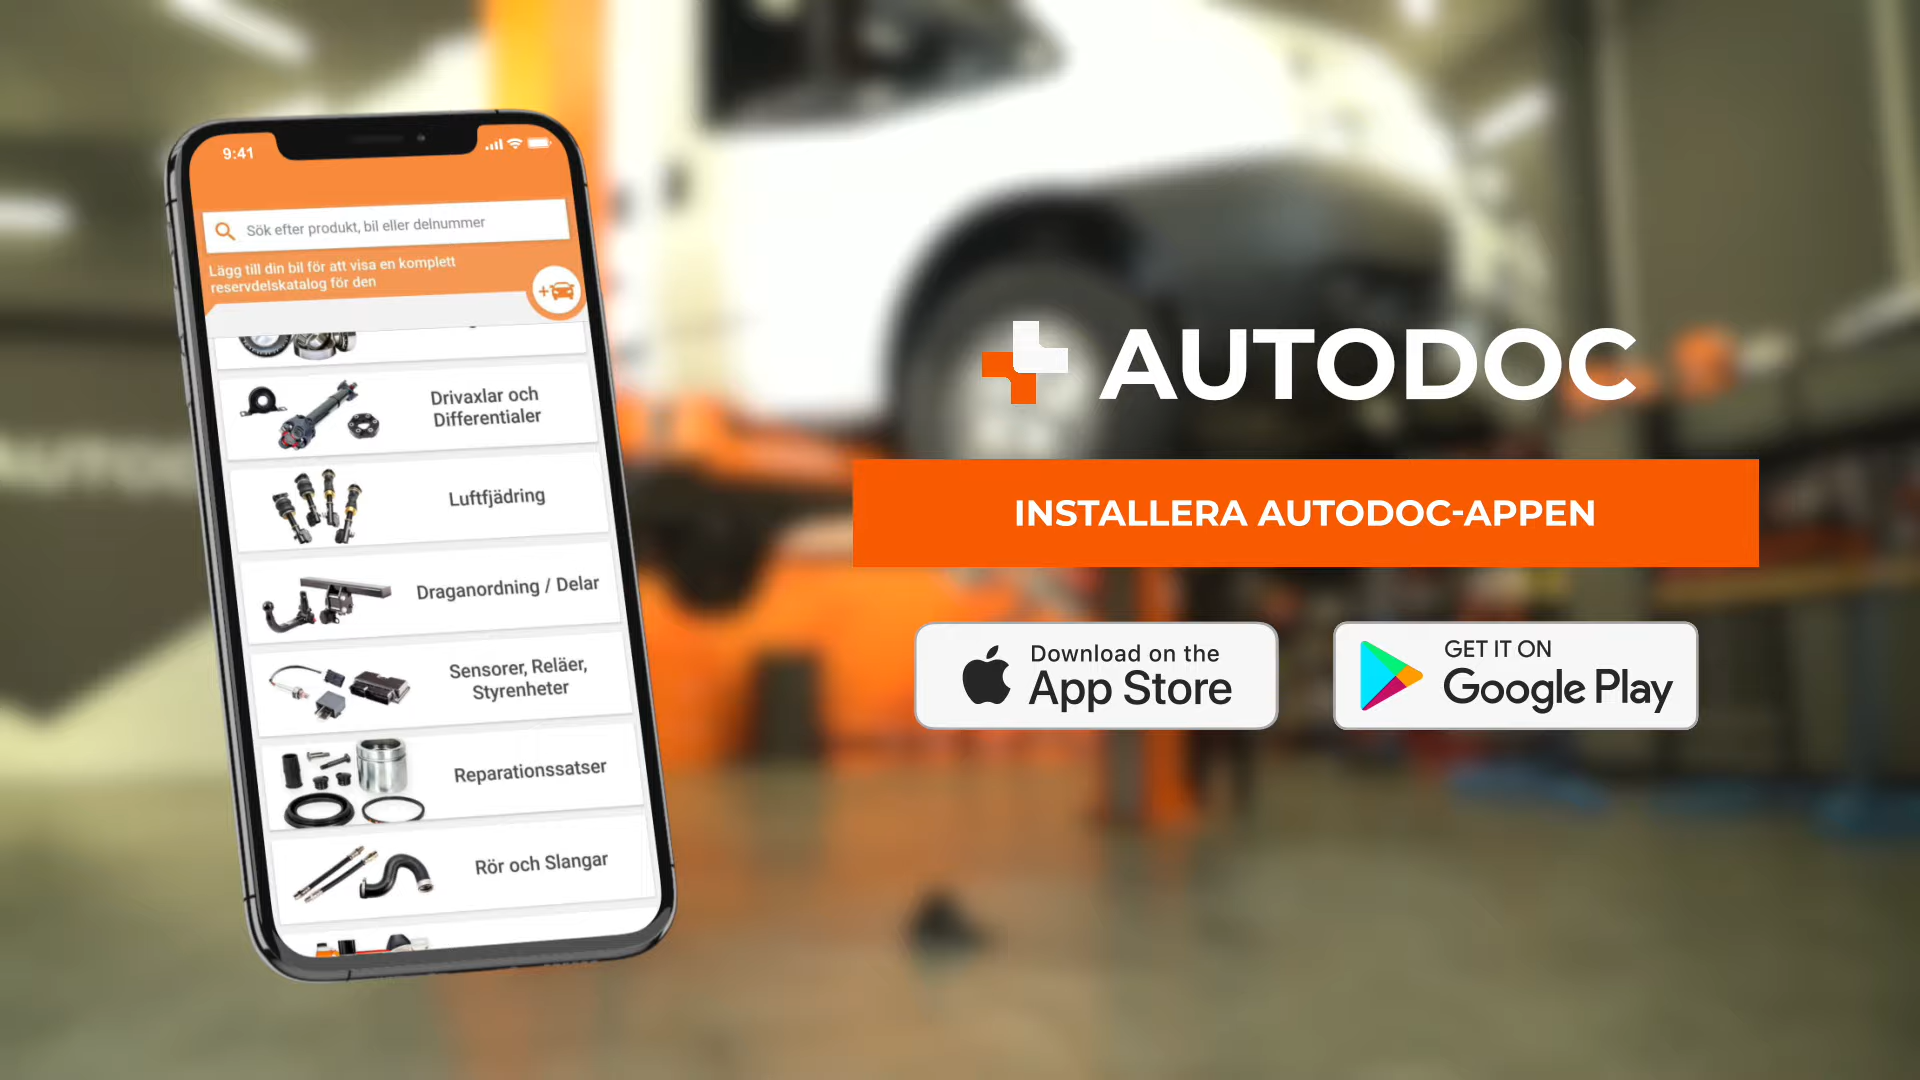 9:41
Sök efter produkt, bil eller delnummer
Lägg till din bil för att visa en komplett
reservdelskatalog för den
Drivaxlar och
Differentialer
Luftfjädring
Draganordning / Delar
Sensorer, Reläer,
Styrenheter
Reparationssatser
Rör och Slangar
AUTODOC
INSTALLERA AUTODOC-APPEN
Download on the
App Store
GET IT ON
Google Play